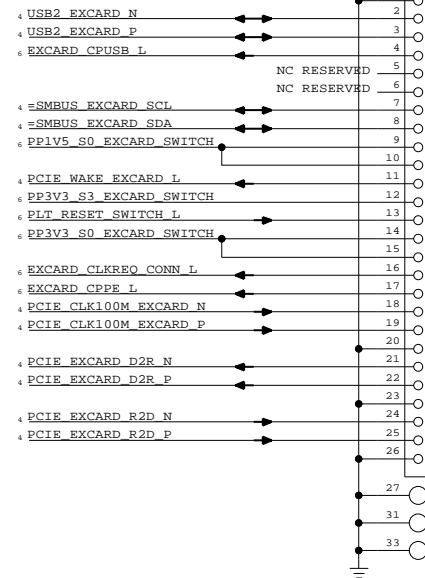 4 USB2_EXCARD_N 2
4 USB2_EXCARD_P 3
6 EXCARD_CPUSB_L 4
NC RESERVED 5
NC RESERVED 6
4 =SMBUS_EXCARD_SCL 7
4 =SMBUS_EXCARD_SDA 8
6 PP1V5_S0_EXCARD_SWITCH 9
10
4 PCIE_WAKE_EXCARD_L 11
6 PP3V3_S3_EXCARD_SWITCH 12
6 PLT_RESET_SWITCH_L 13
6 PP3V3_S0_EXCARD_SWITCH 14
15
6 EXCARD_CLKREQ_CONN_L 16
6 EXCARD_CPPE_L 17
4 PCIE_CLK100M_EXCARD_N 18
4 PCIE_CLK100M_EXCARD_P 19
20
4 PCIE_EXCARD_D2R_N 21
4 PCIE_EXCARD_D2R_P 22
23
4 PCIE_EXCARD_R2D_N 24
4 PCIE_EXCARD_R2D_P 25
26
27
31
33